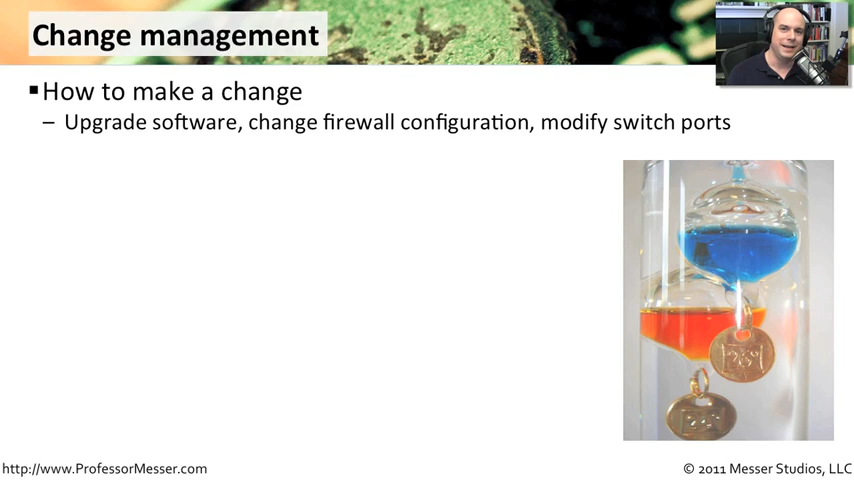 Change management
▪How to make a change
– Upgrade software, change firewall configuration, modify switch ports
http://www.ProfessorMesser.com
© 2011 Messer Studios, LLC